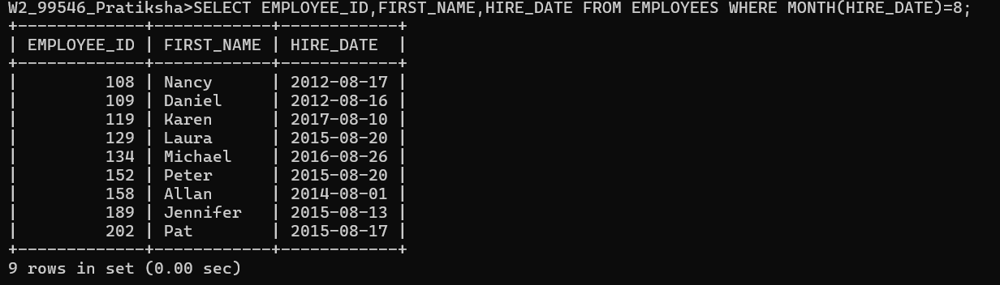 W2_99546_Pratiksha>SELECT EMPLOYEE_ID,FIRST_NAME,HIRE_DATE FROM EMPLOYEES WHERE MONTH(HIRE_DATE)=8;
+-------------+------------+------------+
| EMPLOYEE_ID | FIRST_NAME | HIRE_DATE  |
+-------------+------------+------------+
|         108 | Nancy      | 2012-08-17 |
|         109 | Daniel     | 2012-08-16 |
|         119 | Karen      | 2017-08-10 |
|         129 | Laura      | 2015-08-20 |
|         134 | Michael    | 2016-08-26 |
|         152 | Peter      | 2015-08-20 |
|         158 | Allan      | 2014-08-01 |
|         189 | Jennifer   | 2015-08-13 |
|         202 | Pat        | 2015-08-17 |
+-------------+------------+------------+
9 rows in set (0.00 sec)